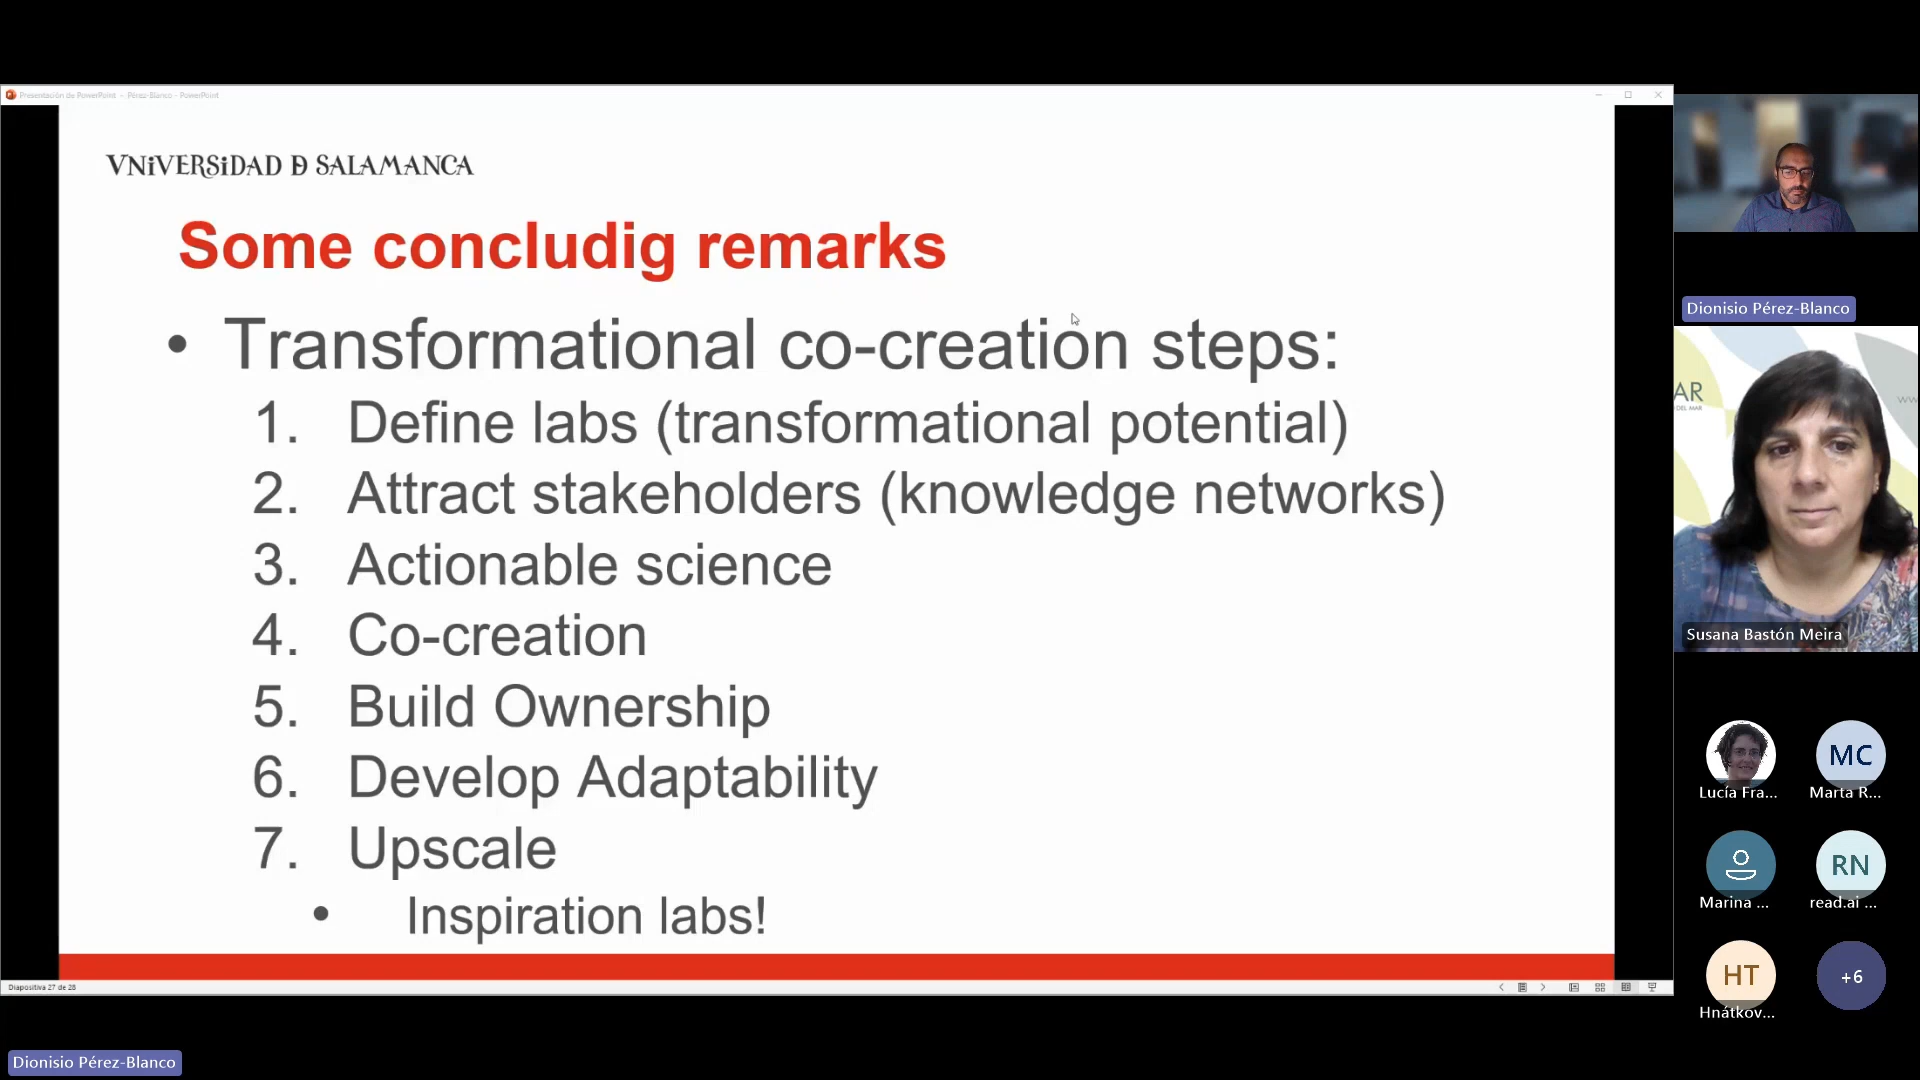 Presentación de PowerPoint - Pérez-Blanco - PowerPoint
VNiVERSiDAD Ð SALAMANCA
Some concludig remarks
• Transformational co-creation steps:
1. Define labs (transformational potential)
2. Attract stakeholders (knowledge networks)
3. Actionable science
4. Co-creation
5. Build Ownership
6. Develop Adaptability
7. Upscale
• Inspiration labs!
Diapositiva 27 de 28
Dionisio Pérez-Blanco
Dionisio Pérez-Blanco
AR
DEL MAR
Susana Bastón Meira
MC
Lucía Fra... Marta R...
RN
Marina ... read.ai ...
HT +6
Hnátkov...